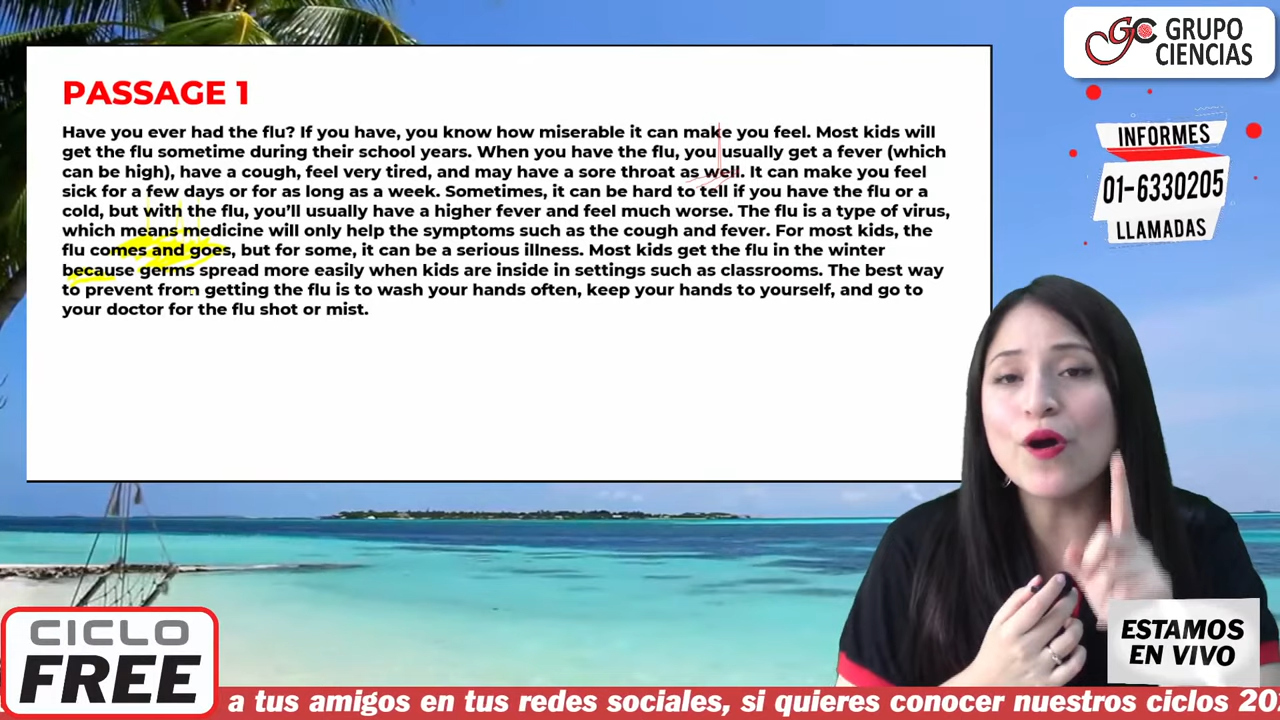 PASSAGE 1
Have you ever had the flu? If you have, you know how miserable it can make you feel. Most kids will
get the flu sometime during their school years. When you have the flu, you usually get a fever (which
can be high), have a cough, feel very tired, and may have a sore throat as well. It can make you feel
sick for a few days or for as long as a week. Sometimes, it can be hard to tell if you have the flu or a
cold, but with the flu, you’ll usually have a higher fever and feel much worse. The flu is a type of virus,
which means medicine will only help the symptoms such as the cough and fever. For most kids, the
flu comes and goes, but for some, it can be a serious illness. Most kids get the flu in the winter
because germs spread more easily when kids are inside in settings such as classrooms. The best way
to prevent from getting the flu is to wash your hands often, keep your hands to yourself, and go to
your doctor for the flu shot or mist.
GC GRUPO
CIENCIAS
INFORMES
01-6330205
LLAMADAS
ESTAMOS
EN VIVO
CICLO
FREE
a tus amigos en tus redes sociales, si quieres conocer nuestros ciclos